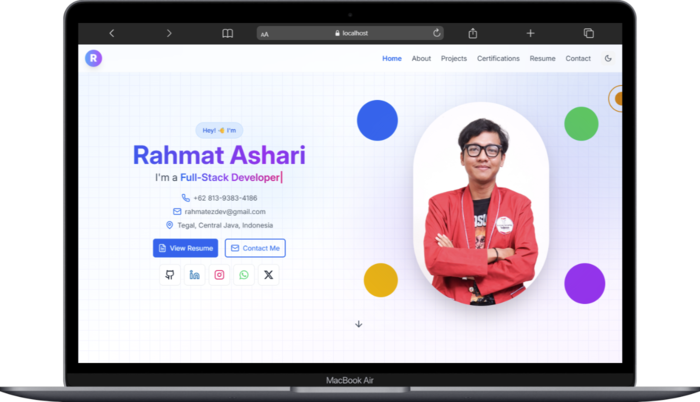 AA localhost
R Home About Projects Certifications Resume Contact
Hey! 👋 I'm
Rahmat Ashari
I'm a Full-Stack Developer|
+62 813-9383-4186
rahmatezdev@gmail.com
Tegal, Central Java, Indonesia
View Resume Contact Me
MacBook Air